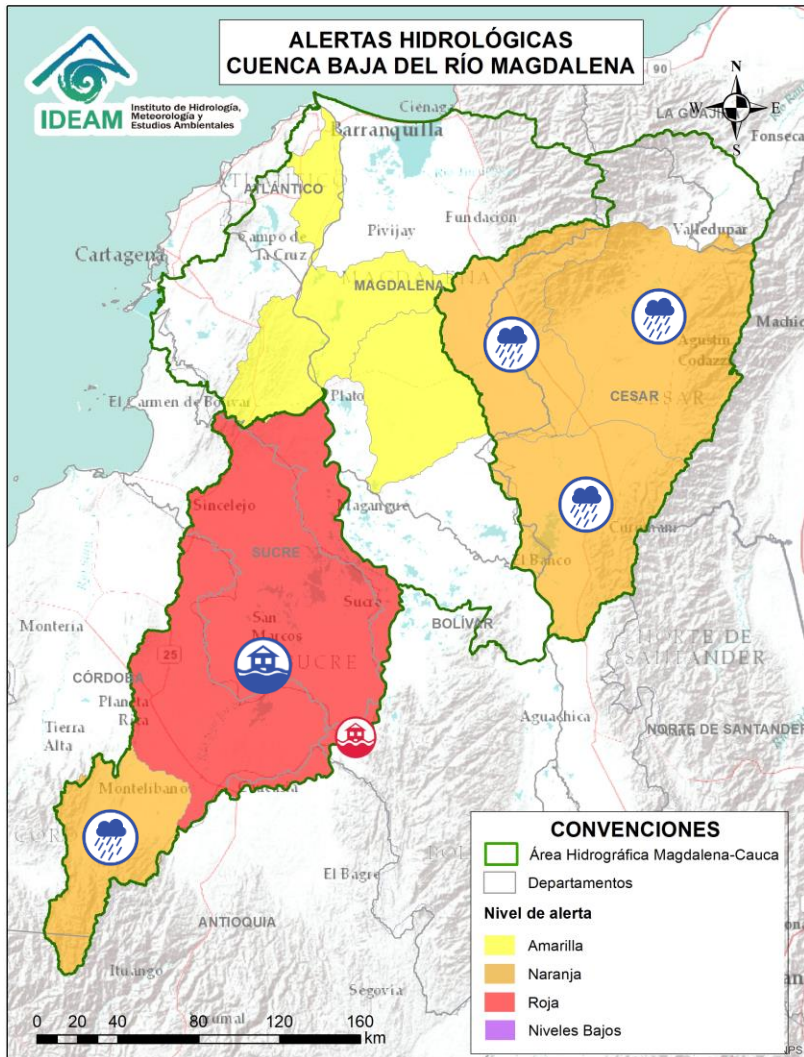 ALERTAS HIDROLÓGICAS
CUENCA BAJA DEL RÍO MAGDALENA
IDEAM
Instituto de Hidrología,
Meteorología y
Estudios Ambientales
N
W E
S
90
LA GUAJIRA
Fonseca
Ciénaga
Barranquilla
ATLÁNTICO
Fundación
Pivijay
Valledupar
Campo de
la Cruz
Cartagena
MAGDALENA
Agustín
Codazzi
El Carmen de Bolívar
Plato
CESAR
Sincelejo
Magangue
SUCRE
El Banco
Sucre
San
Marcos
SUCRE
BOLÍVAR
Montería
25
NORTE DE
SANTANDER
CÓRDOBA
Planeta
Rica
Aguachica
Tierra
Alta
NORTE DE SANTANDER
Montelíbano
El Bagre
ANTIOQUIA
Ituango
Segovia
0 20 40 80 120 160
km
CONVENCIONES
Área Hidrográfica Magdalena-Cauca
Departamentos
Nivel de alerta
Amarilla
Naranja
Roja
Niveles Bajos